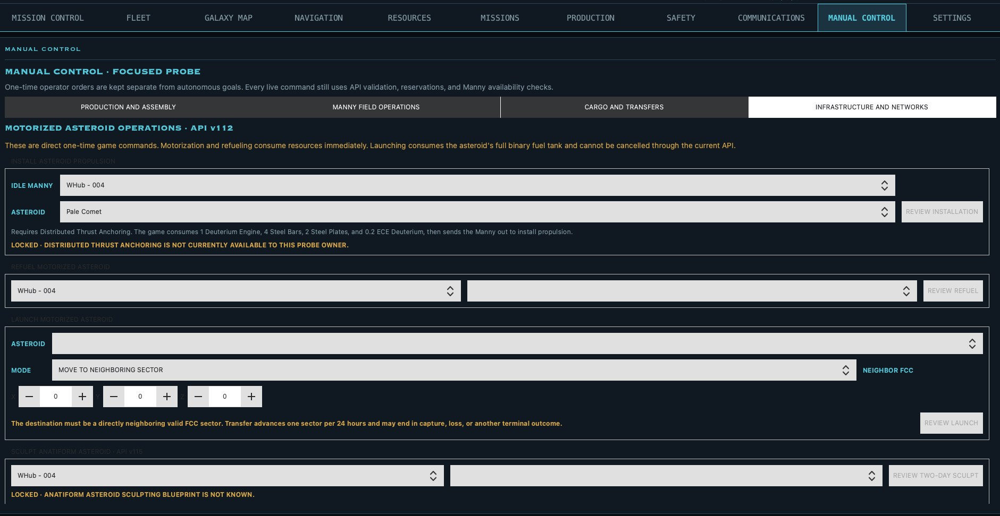 MISSION CONTROL FLEET GALAXY MAP NAVIGATION RESOURCES MISSIONS PRODUCTION SAFETY COMMUNICATIONS MANUAL CONTROL SETTINGS
MANUAL CONTROL
MANUAL CONTROL · FOCUSED PROBE
One-time operator orders are kept separate from autonomous goals. Every live command still uses API validation, reservations, and Manny availability checks.
PRODUCTION AND ASSEMBLY MANNY FIELD OPERATIONS CARGO AND TRANSFERS INFRASTRUCTURE AND NETWORKS
MOTORIZED ASTEROID OPERATIONS · API v112
These are direct one-time game commands. Motorization and refueling consume resources immediately. Launching consumes the asteroid's full binary fuel tank and cannot be cancelled through the current API.
INSTALL ASTEROID PROPULSION
IDLE MANNY WHub - 004
ASTEROID Pale Comet REVIEW INSTALLATION
Requires Distributed Thrust Anchoring. The game consumes 1 Deuterium Engine, 4 Steel Bars, 2 Steel Plates, and 0.2 ECE Deuterium, then sends the Manny out to install propulsion.
LOCKED · DISTRIBUTED THRUST ANCHORING IS NOT CURRENTLY AVAILABLE TO THIS PROBE OWNER.
REFUEL MOTORIZED ASTEROID
WHub - 004 REVIEW REFUEL
LAUNCH MOTORIZED ASTEROID
ASTEROID
MODE MOVE TO NEIGHBORING SECTOR NEIGHBOR FCC
X 0 Y 0 Z 0
The destination must be a directly neighboring valid FCC sector. Transfer advances one sector per 24 hours and may end in capture, loss, or another terminal outcome.
REVIEW LAUNCH
SCULPT ANATIFORM ASTEROID · API v115
WHub - 004 REVIEW TWO-DAY SCULPT
LOCKED · ANATIFORM ASTEROID SCULPTING BLUEPRINT IS NOT KNOWN.